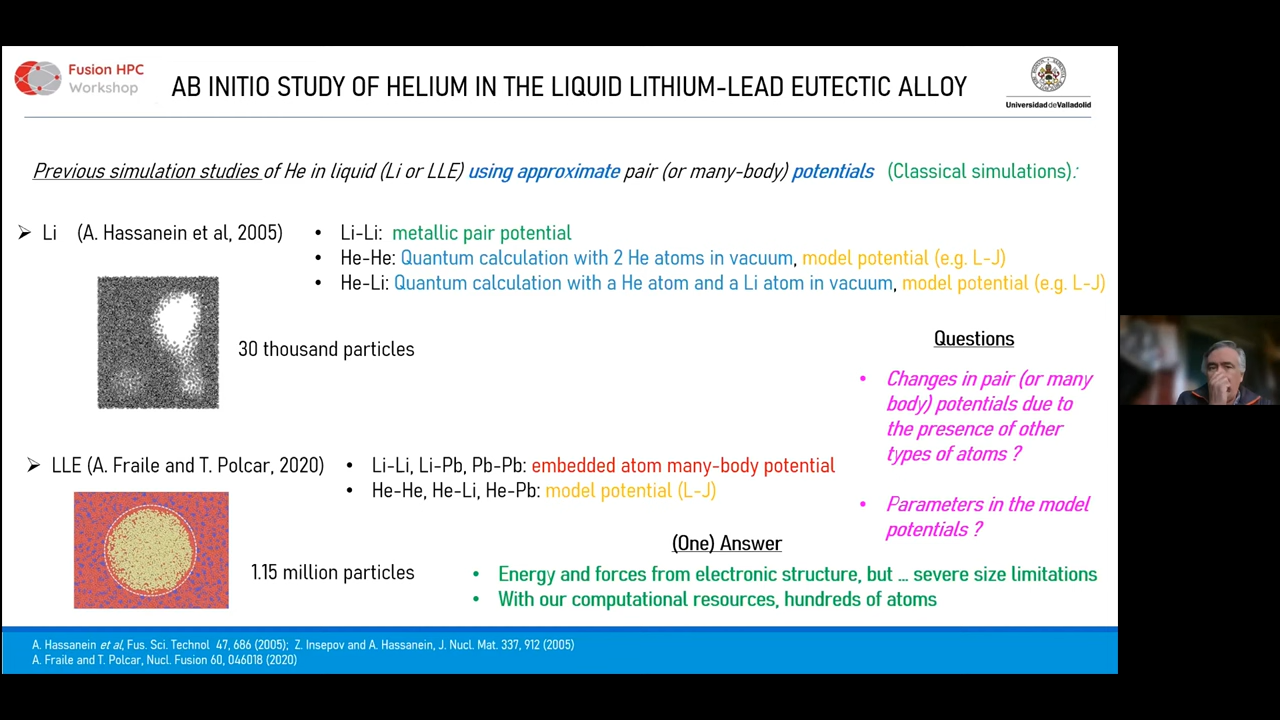 Fusion HPC
Workshop
AB INITIO STUDY OF HELIUM IN THE LIQUID LITHIUM-LEAD EUTECTIC ALLOY
Universidad de Valladolid
Previous simulation studies of He in liquid (Li or LLE) using approximate pair (or many-body) potentials (Classical simulations):
➢ Li (A. Hassanein et al, 2005)
• Li-Li: metallic pair potential
• He-He: Quantum calculation with 2 He atoms in vacuum, model potential (e.g. L-J)
• He-Li: Quantum calculation with a He atom and a Li atom in vacuum, model potential (e.g. L-J)
30 thousand particles
Questions
• Changes in pair (or many
body) potentials due to
the presence of other
types of atoms ?
• Parameters in the model
potentials ?
➢ LLE (A. Fraile and T. Polcar, 2020)
• Li-Li, Li-Pb, Pb-Pb: embedded atom many-body potential
• He-He, He-Li, He-Pb: model potential (L-J)
1.15 million particles
(One) Answer
• Energy and forces from electronic structure, but ... severe size limitations
• With our computational resources, hundreds of atoms
A. Hassanein et al, Fus. Sci. Technol 47, 686 (2005); Z. Insepov and A. Hassanein, J. Nucl. Mat. 337, 912 (2005)
A. Fraile and T. Polcar, Nucl. Fusion 60, 046018 (2020)